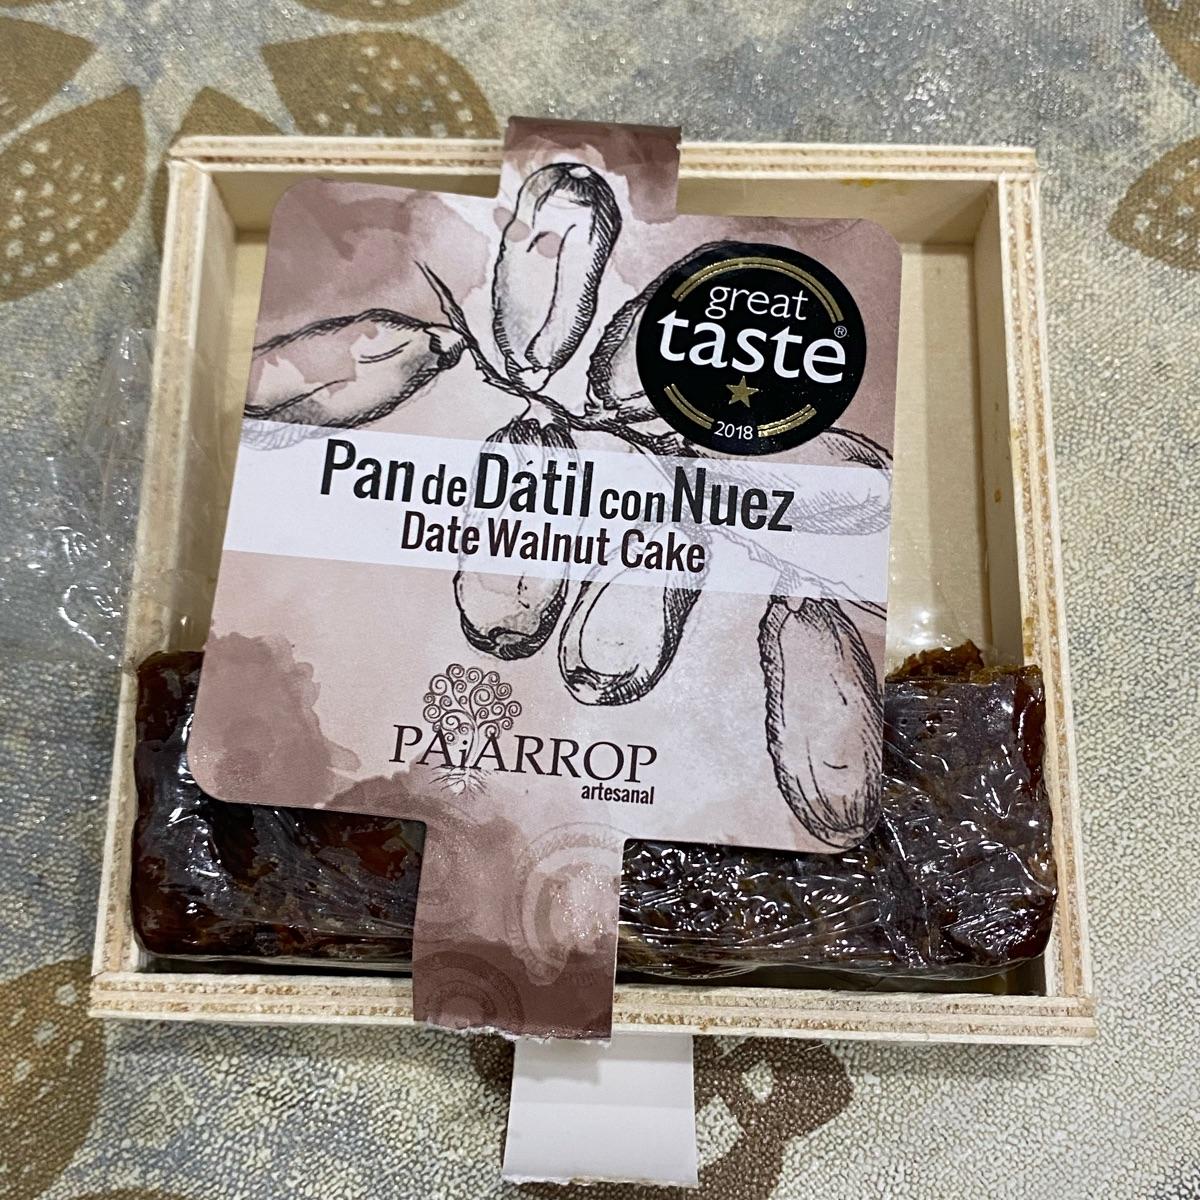 great
taste®
2018
Pan de Dátil con Nuez
Date Walnut Cake
PAiARROP
artesanal